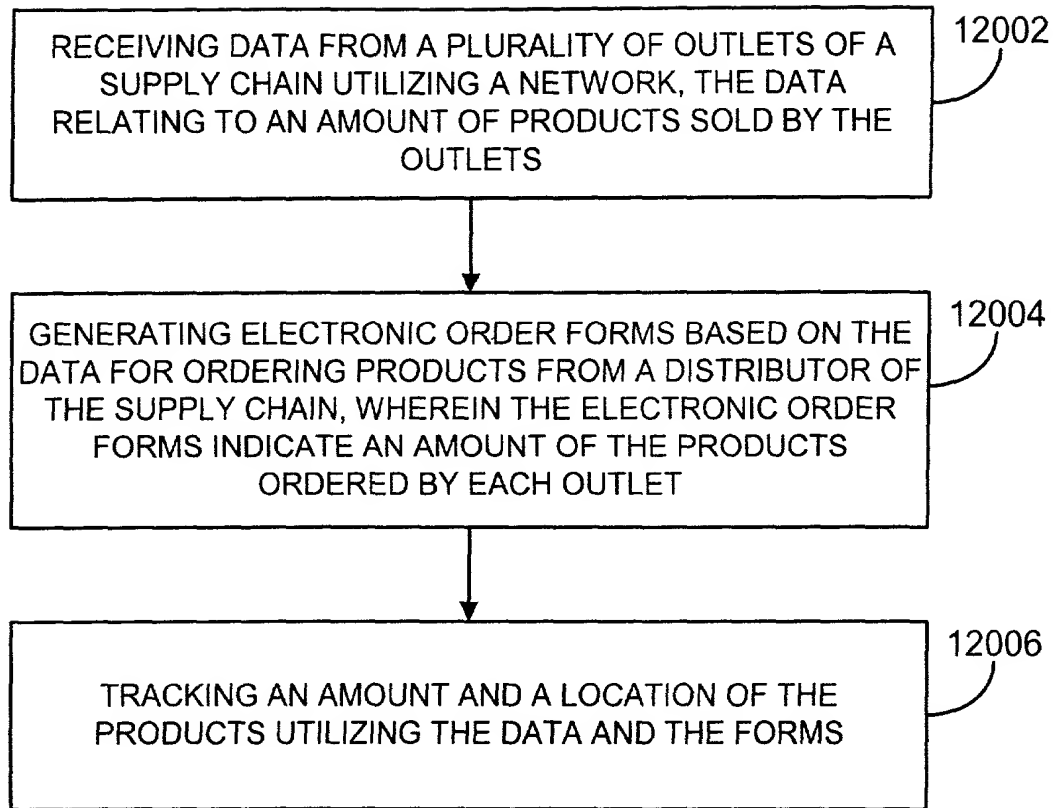 RECEIVING DATA FROM A PLURALITY OF OUTLETS OF A
SUPPLY CHAIN UTILIZING A NETWORK, THE DATA
RELATING TO AN AMOUNT OF PRODUCTS SOLD BY THE
OUTLETS
12002
GENERATING ELECTRONIC ORDER FORMS BASED ON THE
DATA FOR ORDERING PRODUCTS FROM A DISTRIBUTOR OF
THE SUPPLY CHAIN, WHEREIN THE ELECTRONIC ORDER
FORMS INDICATE AN AMOUNT OF THE PRODUCTS
ORDERED BY EACH OUTLET
12004
TRACKING AN AMOUNT AND A LOCATION OF THE
PRODUCTS UTILIZING THE DATA AND THE FORMS
12006